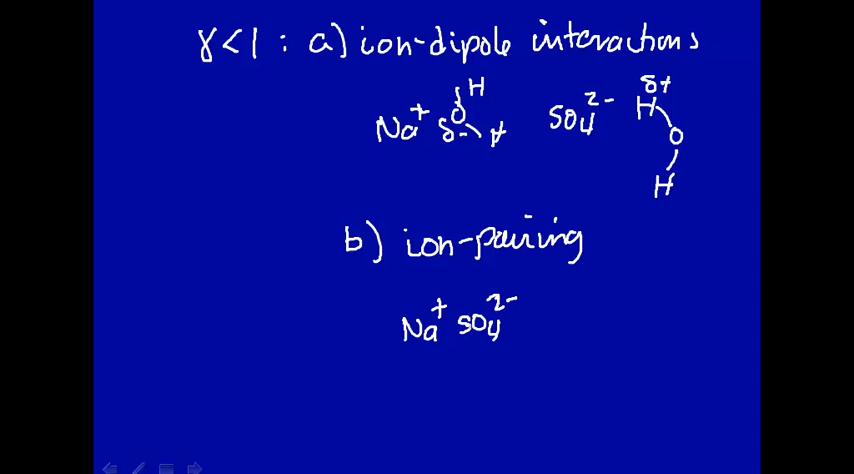 γ < 1 : a) ion-dipole interactions
Na⁺ δ- O H H SO₄²⁻ δ+ H O H
b) ion-pairing
Na⁺ SO₄²⁻